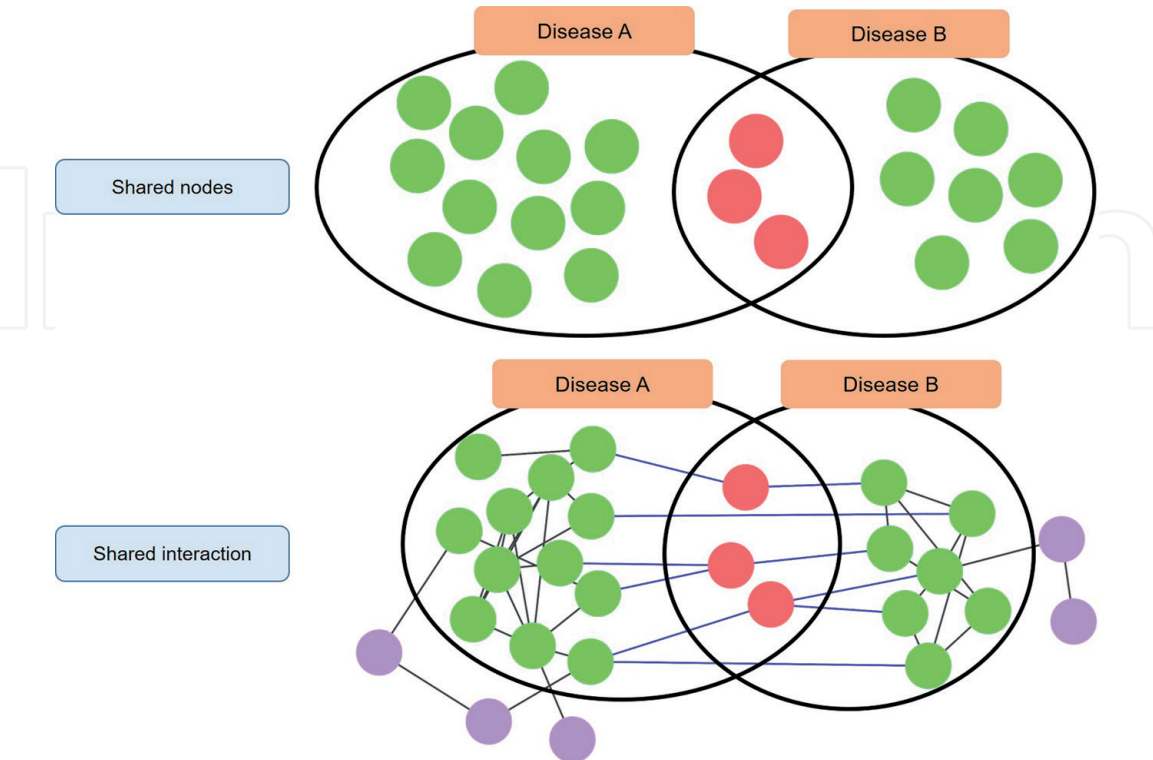 Disease A
Disease B
Shared nodes
Disease A
Disease B
Shared interaction